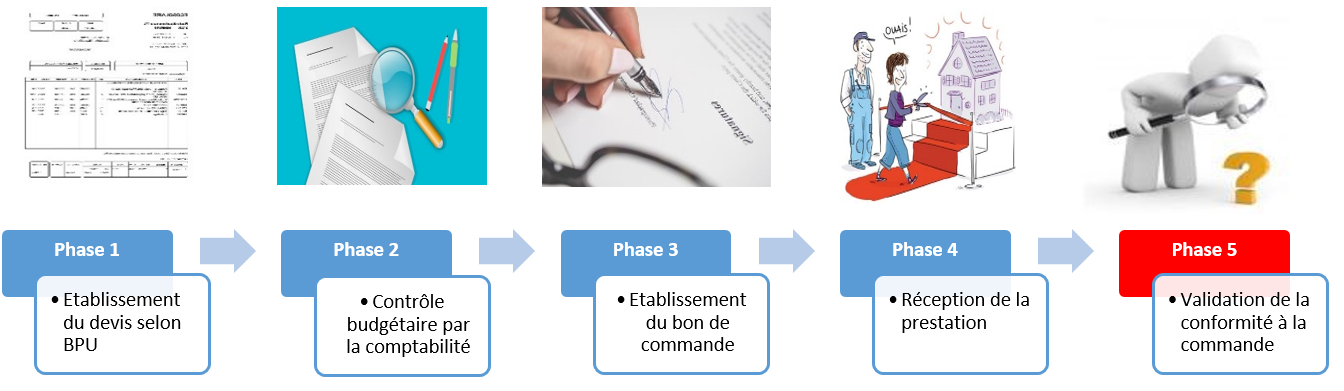 OUAIS!
Signature
Phase 1
Phase 2
Phase 3
Phase 4
Phase 5
• Etablissement
du devis selon
BPU
• Contrôle
budgétaire par
la comptabilité
• Etablissement
du bon de
commande
• Réception de la
prestation
• Validation de la
conformité à la
commande